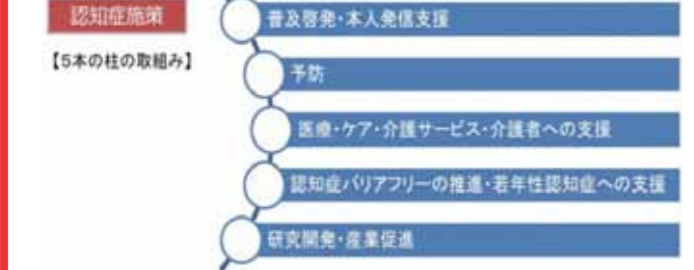 認知症施策
【5本の柱の取組み】
普及啓発・本人発信支援
予防
医療・ケア・介護サービス・介護者への支援
認知症バリアフリーの推進・若年性認知症への支援
研究開発・産業促進